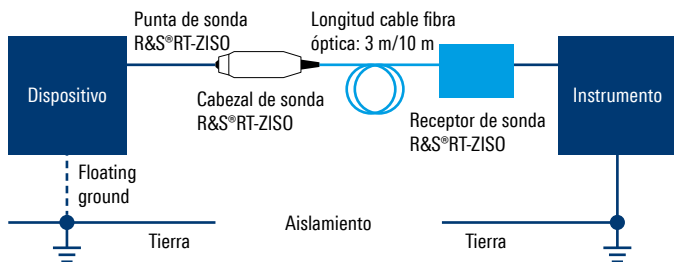 Punta de sonda
R&S®RT-ZISO
Longitud cable fibra
óptica: 3 m/10 m
Dispositivo
Cabezal de sonda
R&S®RT-ZISO
Receptor de sonda
R&S®RT-ZISO
Instrumento
Floating
ground
Aislamiento
Tierra
Tierra